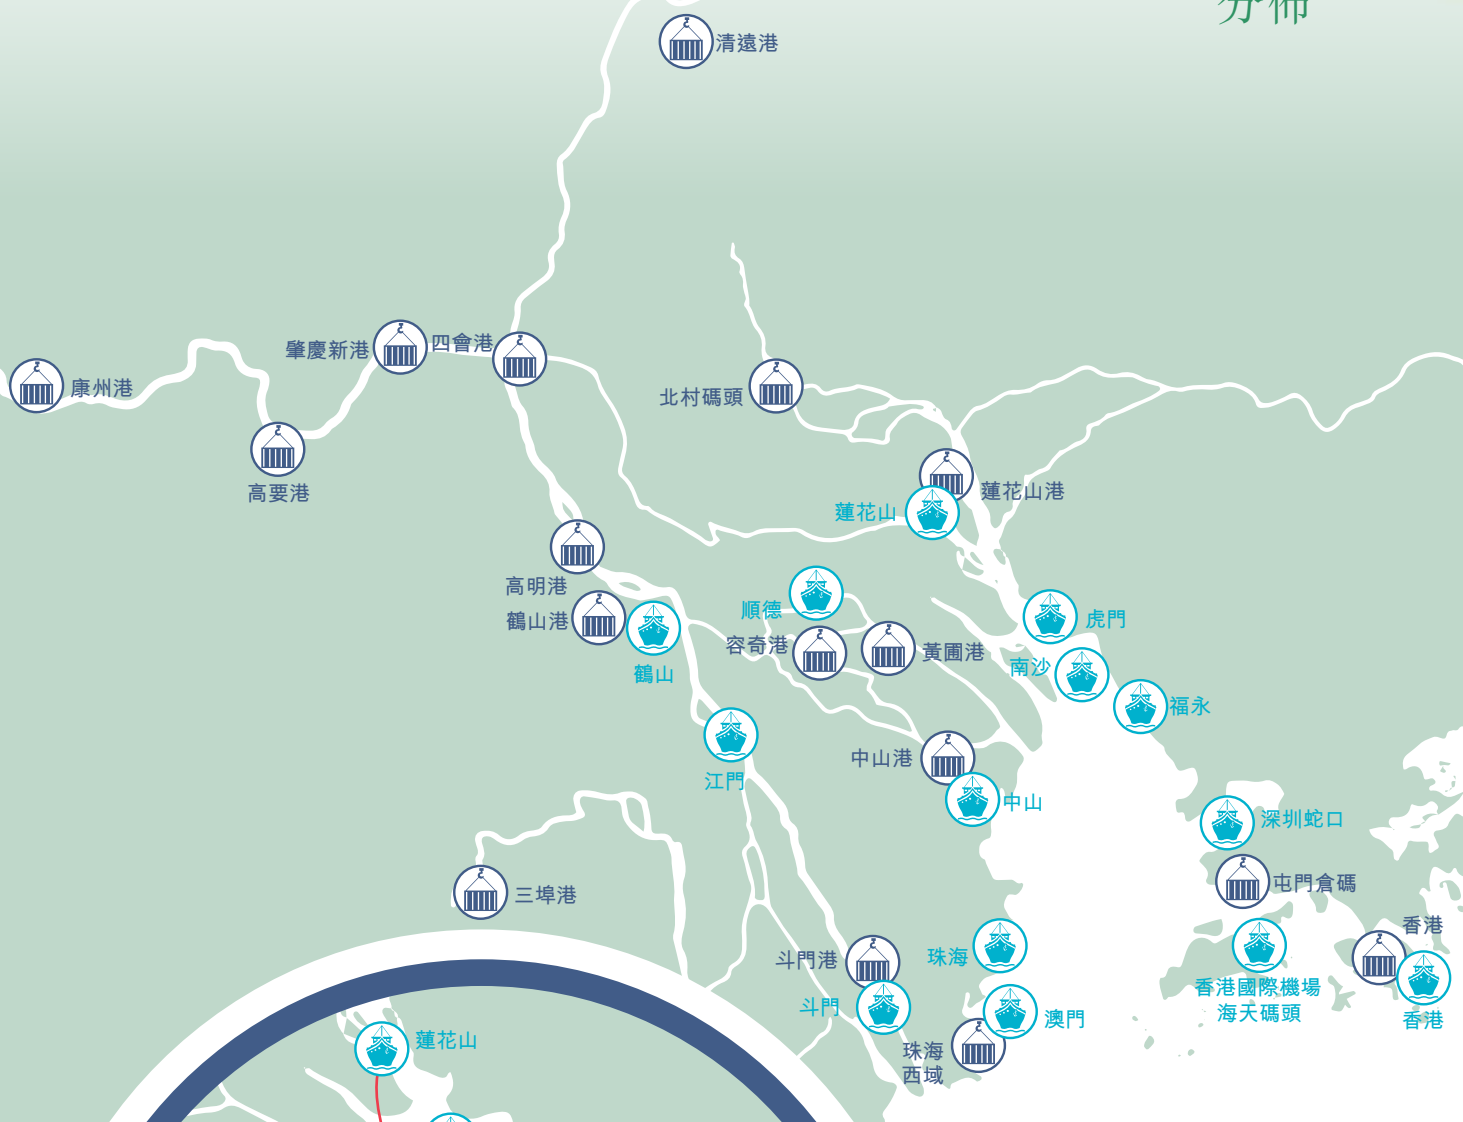 分佈
清遠港
肇慶新港
四會港
康州港
北村碼頭
高要港
蓮花山港
蓮花山
高明港
鶴山港
順德
虎門
容奇港
黃圃港
南沙
鶴山
福永
中山港
江門
中山
深圳蛇口
屯門倉碼
三埠港
香港
斗門港
珠海
香港國際機場
海天碼頭
斗門
澳門
香港
珠海
西域
蓮花山